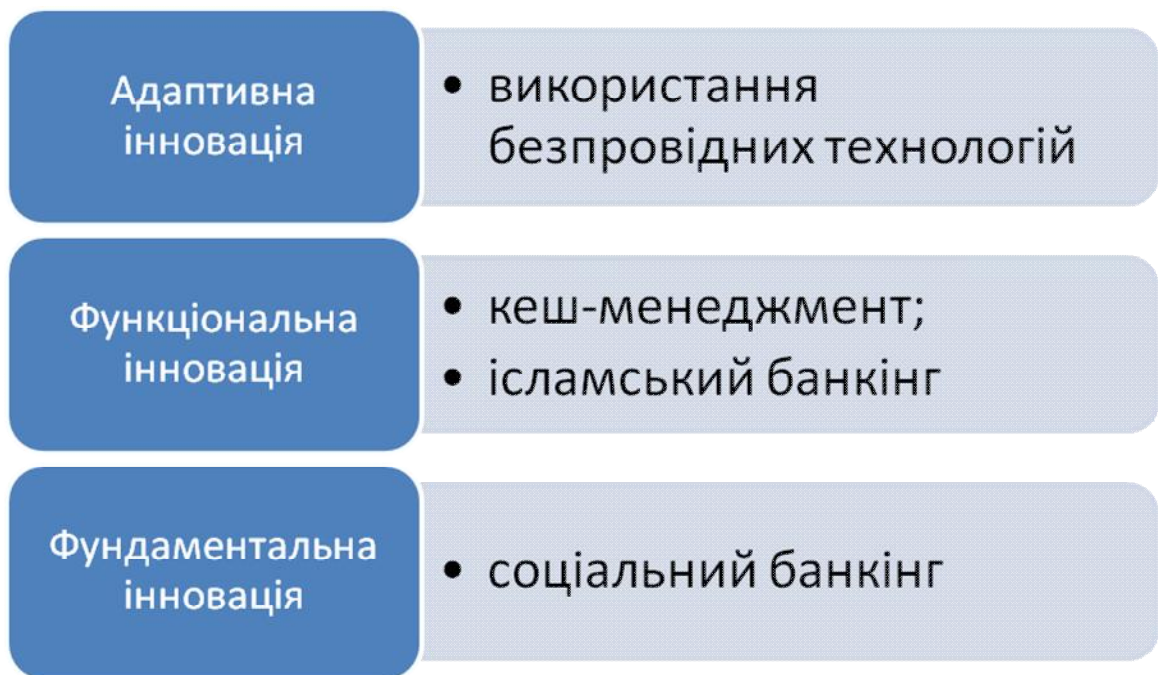 Адаптивна
інновація
• використання
безпровідних технологій
Функціональна
інновація
• кеш-менеджмент;
• ісламський банкінг
Фундаментальна
інновація
• соціальний банкінг